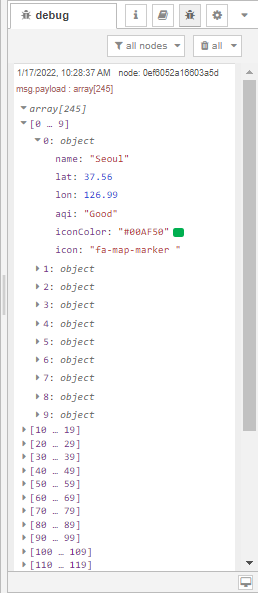 debug
all nodes
all
1/17/2022, 10:28:37 AM node: 0ef6052a16603a5d
msg.payload : array[245]
array[245]
[0 … 9]
0: object
name: "Seoul"
lat: 37.56
lon: 126.99
aqi: "Good"
iconColor: "#00AF50"
icon: "fa-map-marker "
1: object
2: object
3: object
4: object
5: object
6: object
7: object
8: object
9: object
[10 … 19]
[20 … 29]
[30 … 39]
[40 … 49]
[50 … 59]
[60 … 69]
[70 … 79]
[80 … 89]
[90 … 99]
[100 … 109]
[110 … 119]